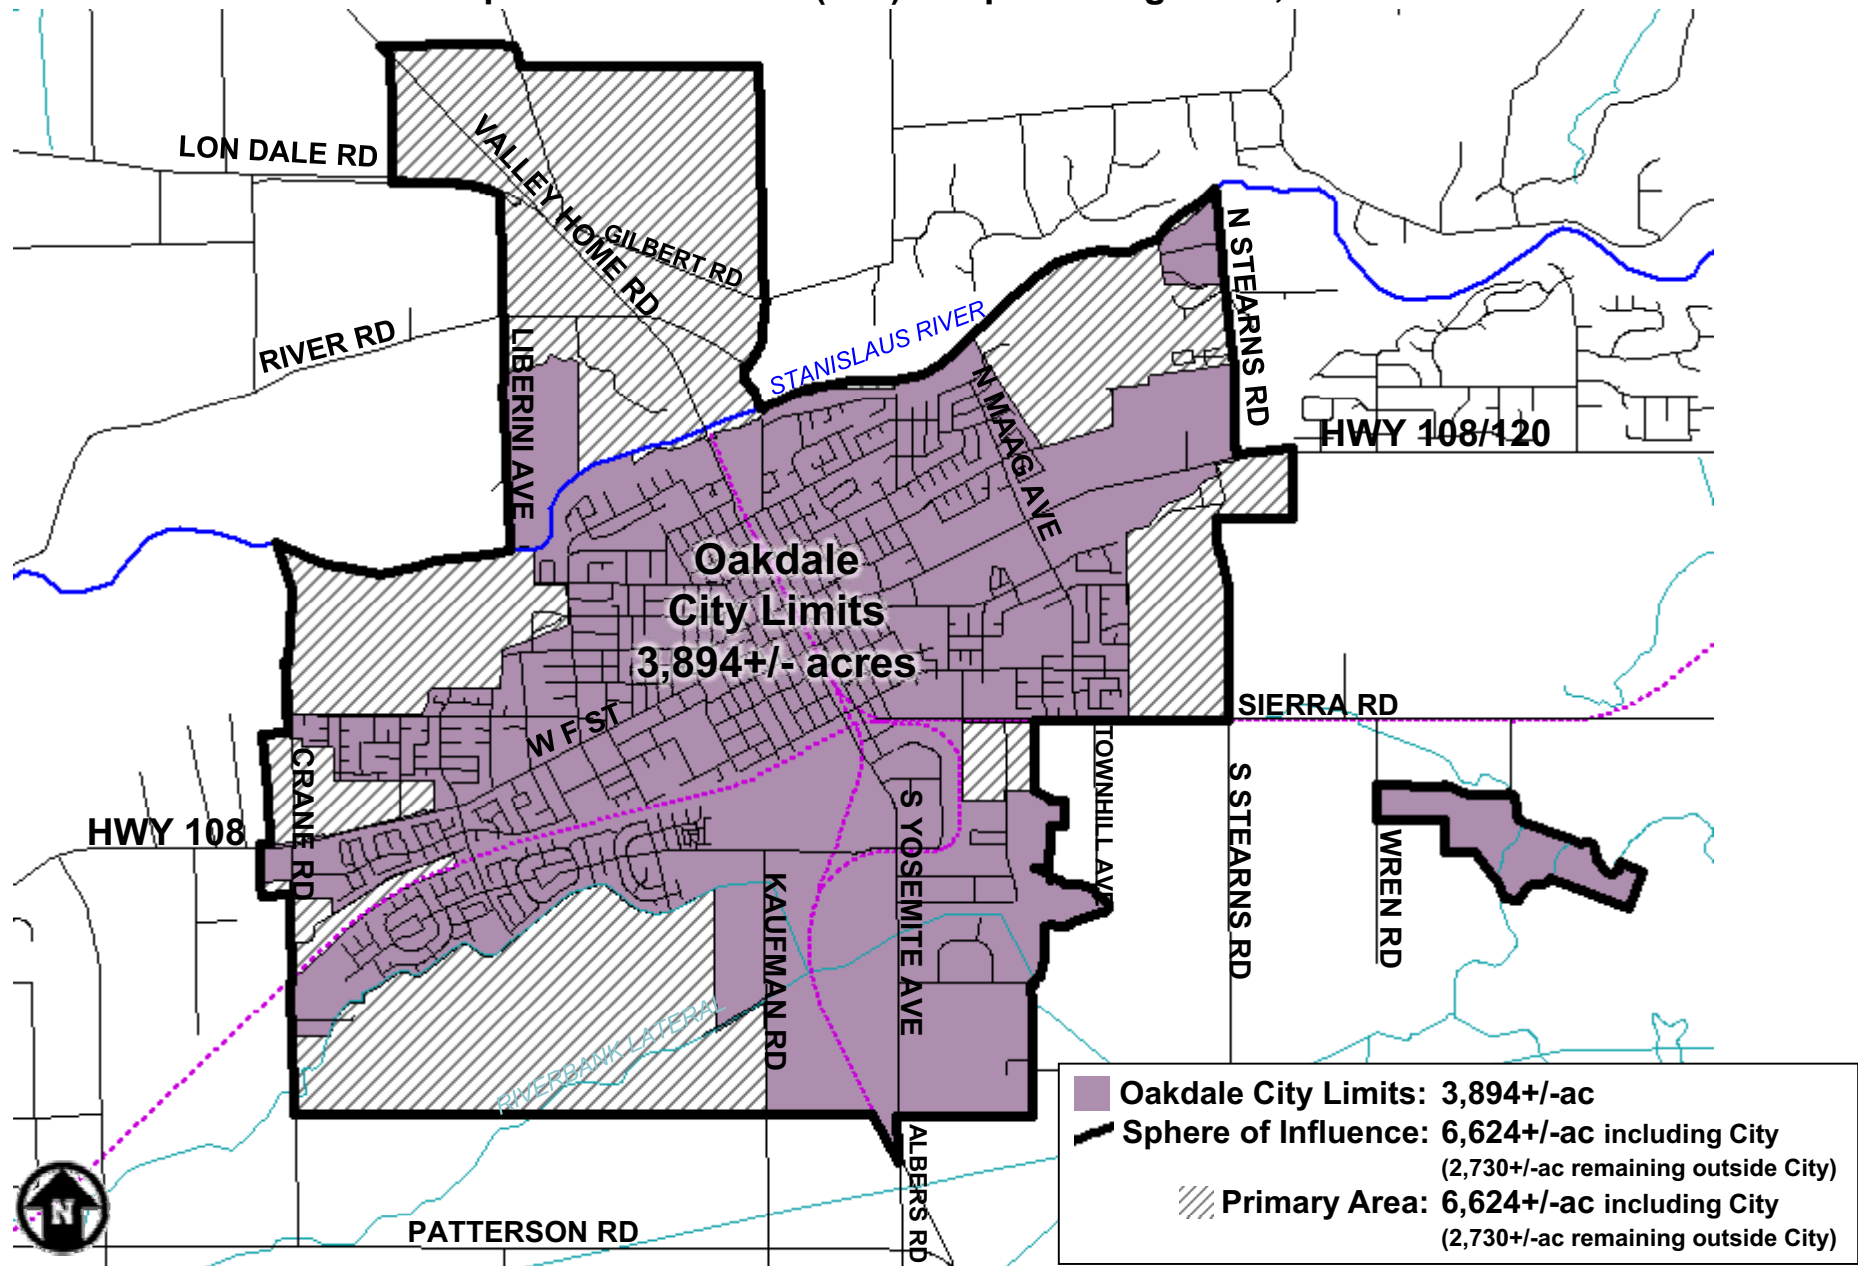 LON DALE RD
VALLEY HOME RD
GILBERT RD
N STEARNS RD
RIVER RD
LIBERINI AVE
STANISLAUS RIVER
N MAAG AVE
HWY 108/120
Oakdale
City Limits
3,894+/- acres
SIERRA RD
W F ST
CRANE RD
TOWNHILL AVE
S STEARNS RD
HWY 108
S YOSEMITE AVE
WREN RD
KAUFMAN RD
RIVERBANK LATERAL
ALBERS RD
PATTERSON RD
N
Oakdale City Limits: 3,894+/-ac
Sphere of Influence: 6,624+/-ac including City
(2,730+/-ac remaining outside City)
Primary Area: 6,624+/-ac including City
(2,730+/-ac remaining outside City)